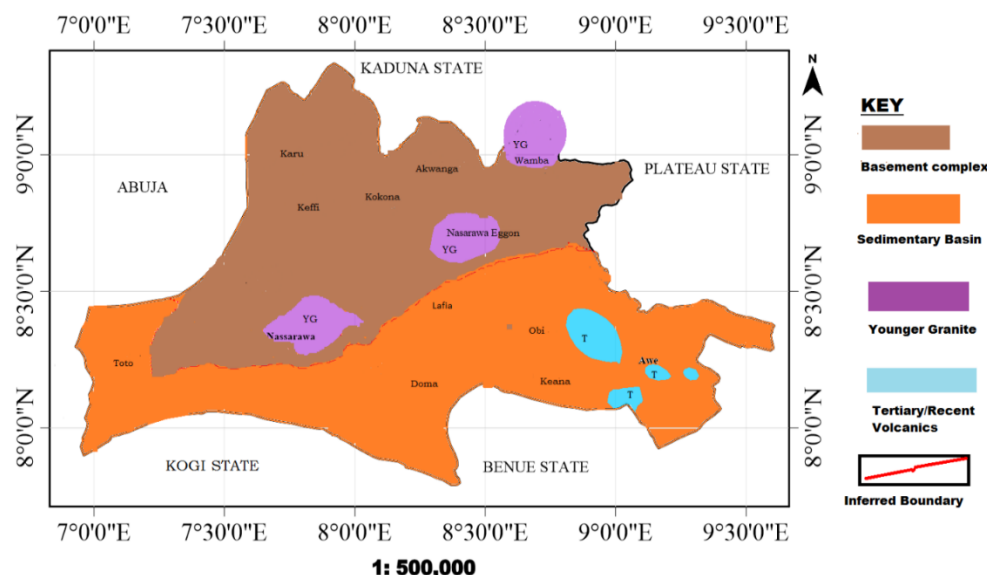 7°0'0"E 7°30'0"E 8°0'0"E 8°30'0"E 9°0'0"E 9°30'0"E
KADUNA STATE
N
KEY
9°0'0"N
9°0'0"N
YG
Karu
Wamba
Akwanga
PLATEAU STATE
Basement complex
ABUJA
Kokona
Keffi
Nasarawa Eggon
YG
Sedimentary Basin
8°30'0"N
8°30'0"N
Lafia
YG
Obi
Nassarawa
T
Younger Granite
Toto
Awe
T
Doma
Keana
T
8°0'0"N
8°0'0"N
Tertiary/Recent
Volcanics
KOGI STATE
BENUE STATE
Inferred Boundary
7°0'0"E 7°30'0"E 8°0'0"E 8°30'0"E 9°0'0"E 9°30'0"E
1: 500,000